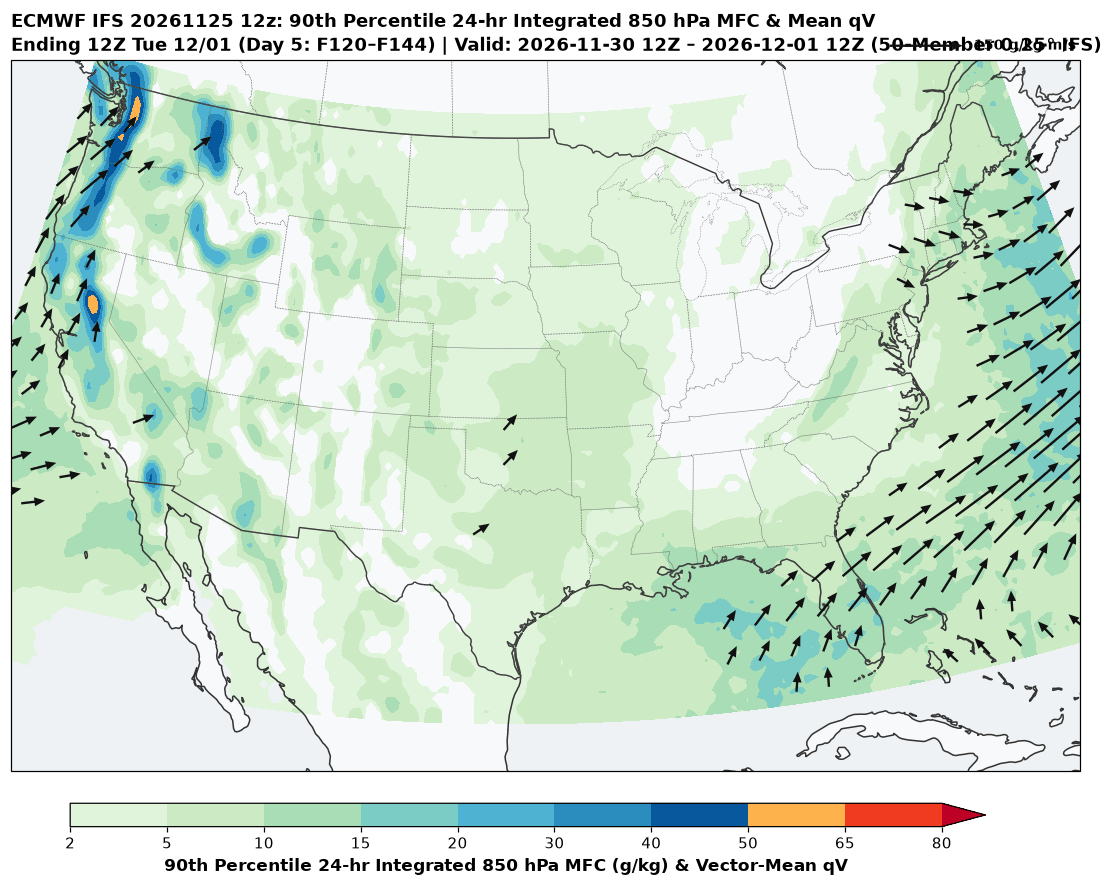 ECMWF IFS 20261125 12z: 90th Percentile 24-hr Integrated 850 hPa MFC & Mean qV
Ending 12Z Tue 12/01 (Day 5: F120–F144) | Valid: 2026-11-30 12Z – 2026-12-01 12Z (50-Member 0.25° IFS)
150 g/kg m/s
2 5 10 15 20 30 40 50 65 80
90th Percentile 24-hr Integrated 850 hPa MFC (g/kg) & Vector-Mean qV